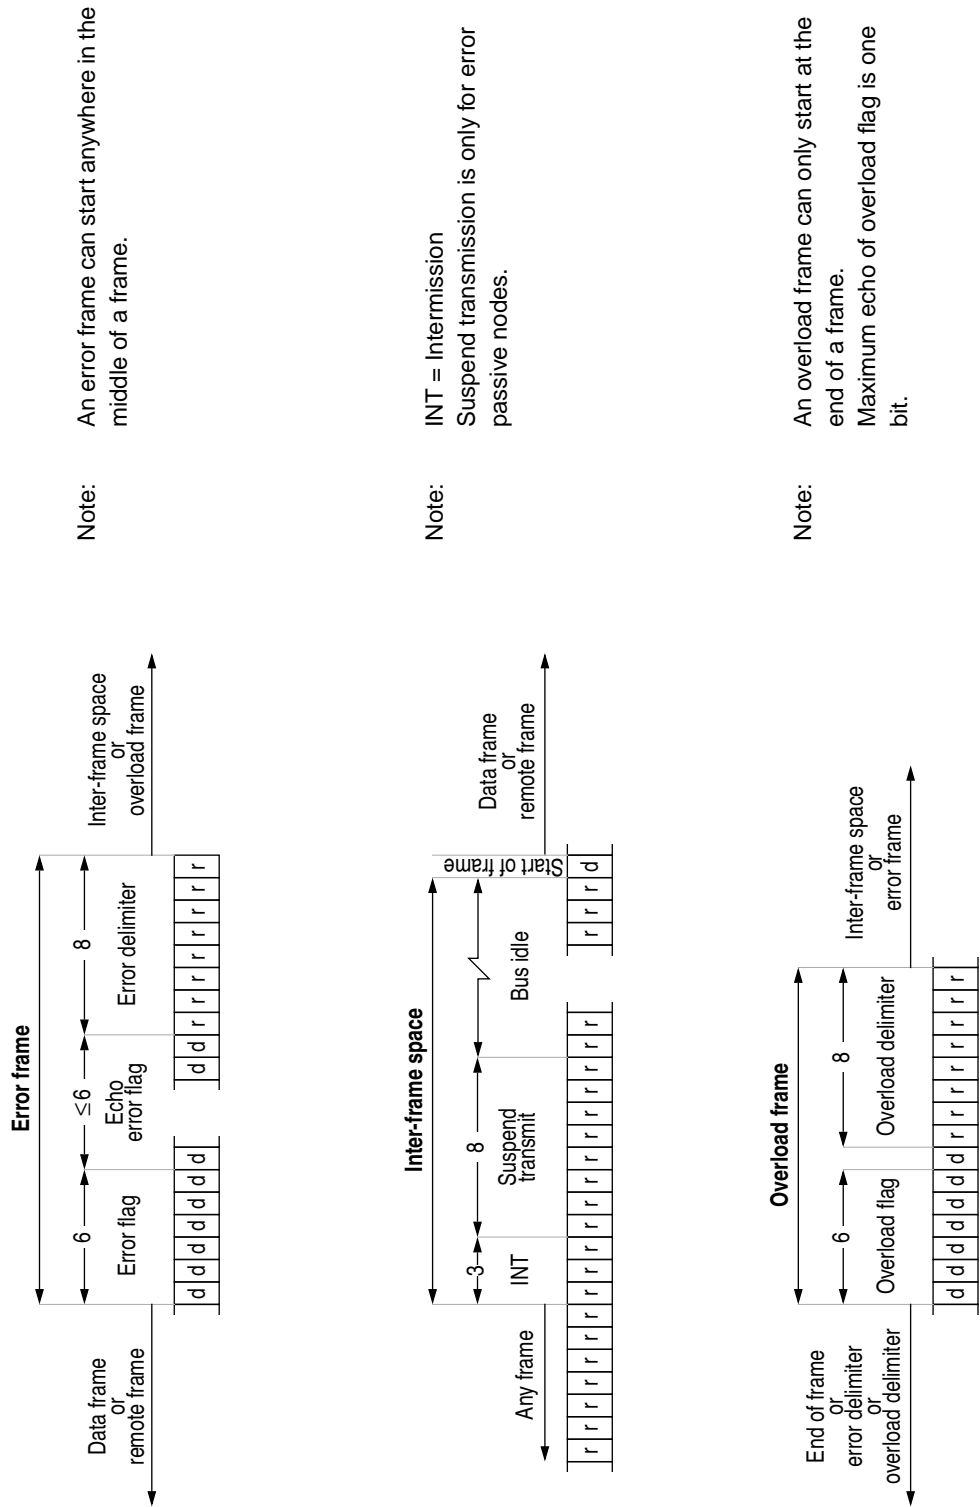 Error frame
Data frame
or
remote frame
6
Error flag
≤6
Echo
error flag
8
Error delimiter
Inter-frame space
or
overload frame
d d d d d d d
d d r r r r r r r r
Note: An error frame can start anywhere in the
middle of a frame.
Inter-frame space
Any frame
3
INT
8
Suspend
transmit
Bus idle
Start of frame
Data frame
or
remote frame
r r r r r r r r r r r r r r r r r r r r
r r r d
Note: INT = Intermission
Suspend transmission is only for error
passive nodes.
Overload frame
End of frame
or
error delimiter
or
overload delimiter
6
Overload flag
8
Overload delimiter
Inter-frame space
or
error frame
d d d d d d d r r r r r r r r
Note: An overload frame can only start at the
end of a frame.
Maximum echo of overload flag is one
bit.